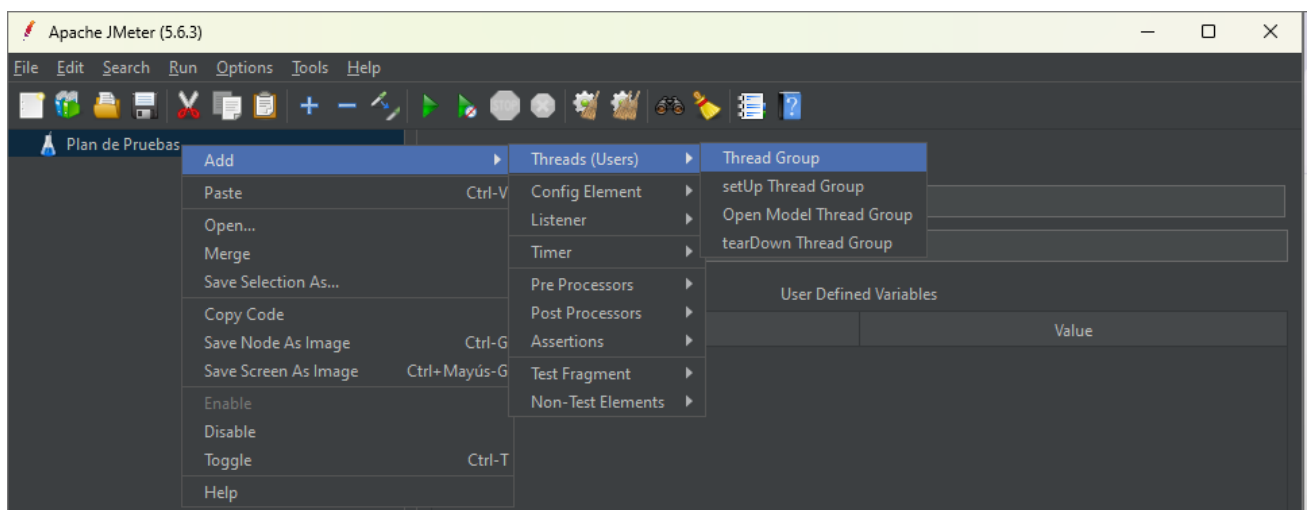 Apache JMeter (5.6.3)
File Edit Search Run Options Tools Help
STOP
Plan de Pruebas
Add
Paste Ctrl-V
Open...
Merge
Save Selection As...
Copy Code
Save Node As Image Ctrl-G
Save Screen As Image Ctrl+Mayús-G
Enable
Disable
Toggle Ctrl-T
Help
Threads (Users)
Config Element
Listener
Timer
Pre Processors
Post Processors
Assertions
Test Fragment
Non-Test Elements
Thread Group
setUp Thread Group
Open Model Thread Group
tearDown Thread Group
User Defined Variables
Value